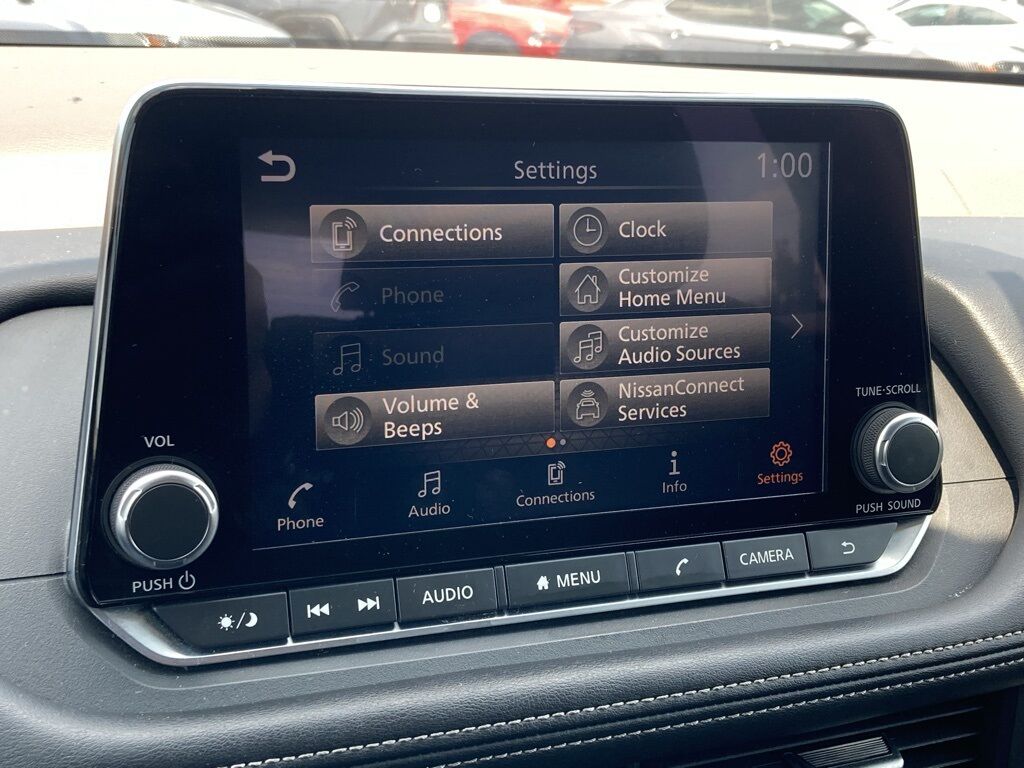 Settings
1:00
Connections
Clock
Phone
Customize
Home Menu
Sound
Customize
Audio Sources
Volume &
Beeps
NissanConnect
Services
Phone
Audio
Connections
Info
Settings
VOL
PUSH
TUNE·SCROLL
PUSH SOUND
AUDIO
MENU
CAMERA